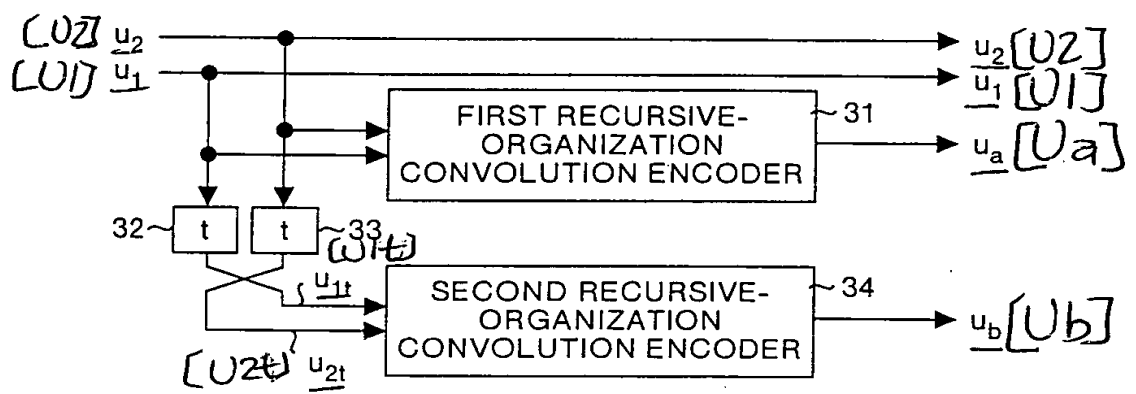 [U2] u2
u2 [U2]
[U1] u1
u1 [U1]
FIRST RECURSIVE-
ORGANIZATION
CONVOLUTION ENCODER
31
ua [Ua]
32
t
t
33
[U1t]
u1t
SECOND RECURSIVE-
ORGANIZATION
CONVOLUTION ENCODER
34
ub [Ub]
[U2t] u2t